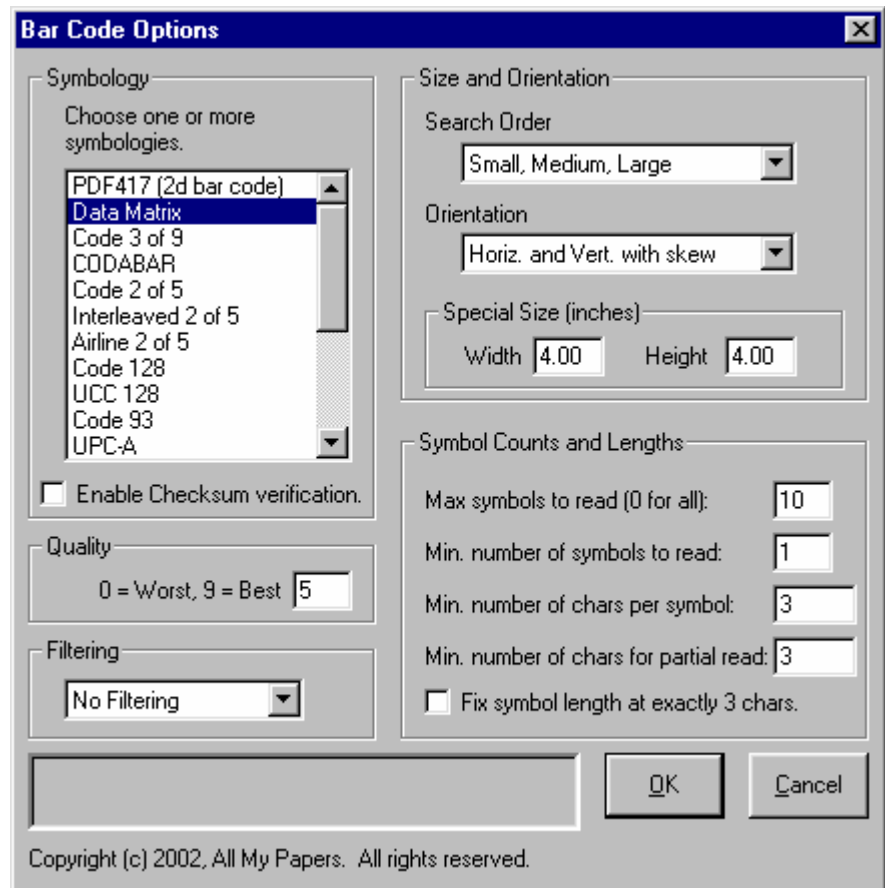 Bar Code Options
Symbology
Choose one or more
symbologies.
PDF417 (2d bar code)
Data Matrix
Code 3 of 9
CODABAR
Code 2 of 5
Interleaved 2 of 5
Airline 2 of 5
Code 128
UCC 128
Code 93
UPC-A
Enable Checksum verification.
Quality
0 = Worst, 9 = Best 5
Filtering
No Filtering
Size and Orientation
Search Order
Small, Medium, Large
Orientation
Horiz. and Vert. with skew
Special Size (inches)
Width 4.00 Height 4.00
Symbol Counts and Lengths
Max symbols to read (0 for all): 10
Min. number of symbols to read: 1
Min. number of chars per symbol: 3
Min. number of chars for partial read: 3
Fix symbol length at exactly 3 chars.
OK Cancel
Copyright (c) 2002, All My Papers. All rights reserved.